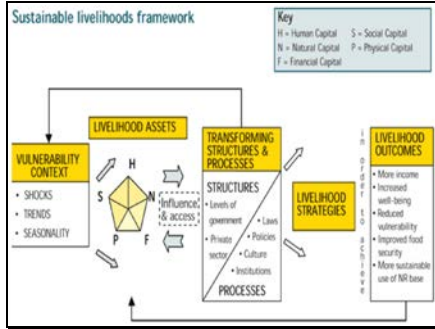 Sustainable livelihoods framework
Key
H = Human Capital S = Social Capital
N = Natural Capital P = Physical Capital
F = Financial Capital
LIVELIHOOD ASSETS
VULNERABILITY
CONTEXT
• SHOCKS
• TRENDS
• SEASONALITY
H
S
N
P
F
Influence
& access
TRANSFORMING
STRUCTURES &
PROCESSES
STRUCTURES
• Levels of
government
• Private
sector
• Laws
• Policies
• Culture
• Institutions
PROCESSES
LIVELIHOOD
STRATEGIES
in order to achieve
LIVELIHOOD
OUTCOMES
• More income
• Increased
well-being
• Reduced
vulnerability
• Improved food
security
• More sustainable
use of NR base